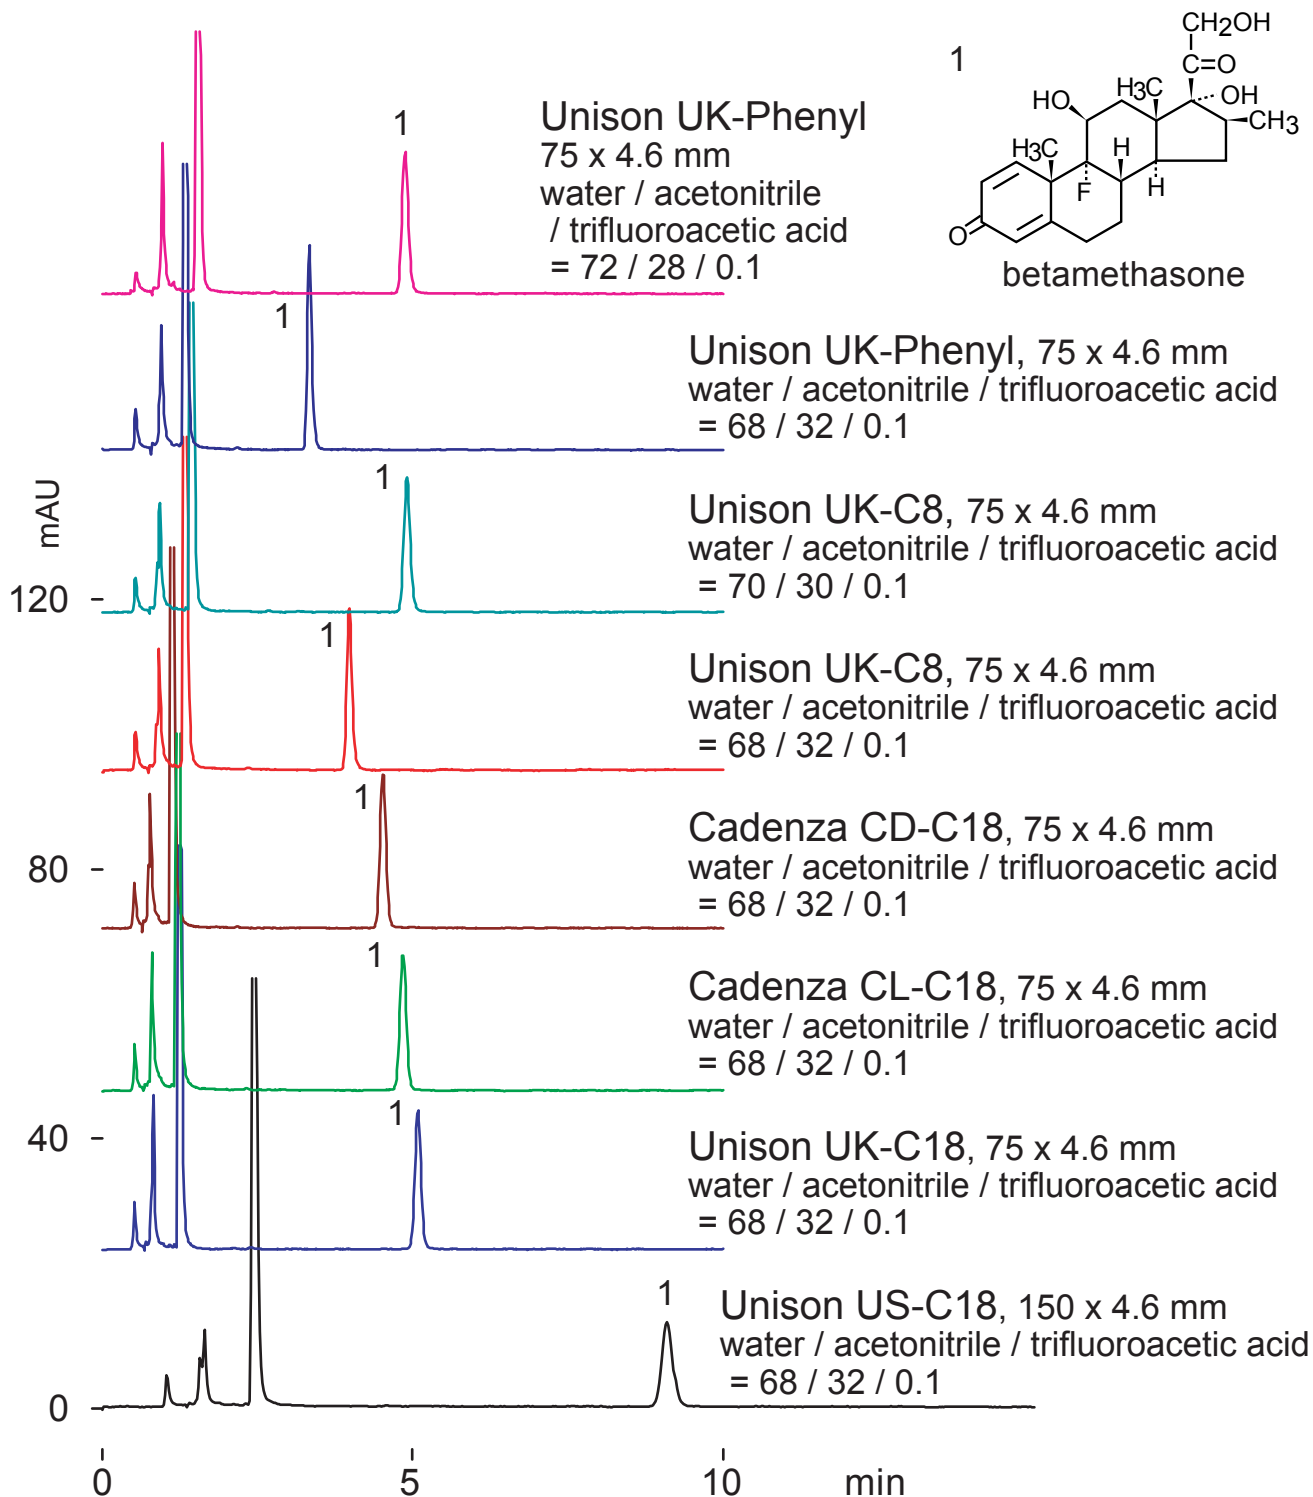 1
CH2OH
C=O
HO
H3C
OH
CH3
H3C
H
F
H
O
betamethasone
1
Unison UK-Phenyl
75 x 4.6 mm
water / acetonitrile
/ trifluoroacetic acid
= 72 / 28 / 0.1
1
Unison UK-Phenyl, 75 x 4.6 mm
water / acetonitrile / trifluoroacetic acid
= 68 / 32 / 0.1
1
Unison UK-C8, 75 x 4.6 mm
water / acetonitrile / trifluoroacetic acid
= 70 / 30 / 0.1
1
Unison UK-C8, 75 x 4.6 mm
water / acetonitrile / trifluoroacetic acid
= 68 / 32 / 0.1
1
Cadenza CD-C18, 75 x 4.6 mm
water / acetonitrile / trifluoroacetic acid
= 68 / 32 / 0.1
1
Cadenza CL-C18, 75 x 4.6 mm
water / acetonitrile / trifluoroacetic acid
= 68 / 32 / 0.1
1
Unison UK-C18, 75 x 4.6 mm
water / acetonitrile / trifluoroacetic acid
= 68 / 32 / 0.1
1
Unison US-C18, 150 x 4.6 mm
water / acetonitrile / trifluoroacetic acid
= 68 / 32 / 0.1
mAU
120
80
40
0
0 5 10 min